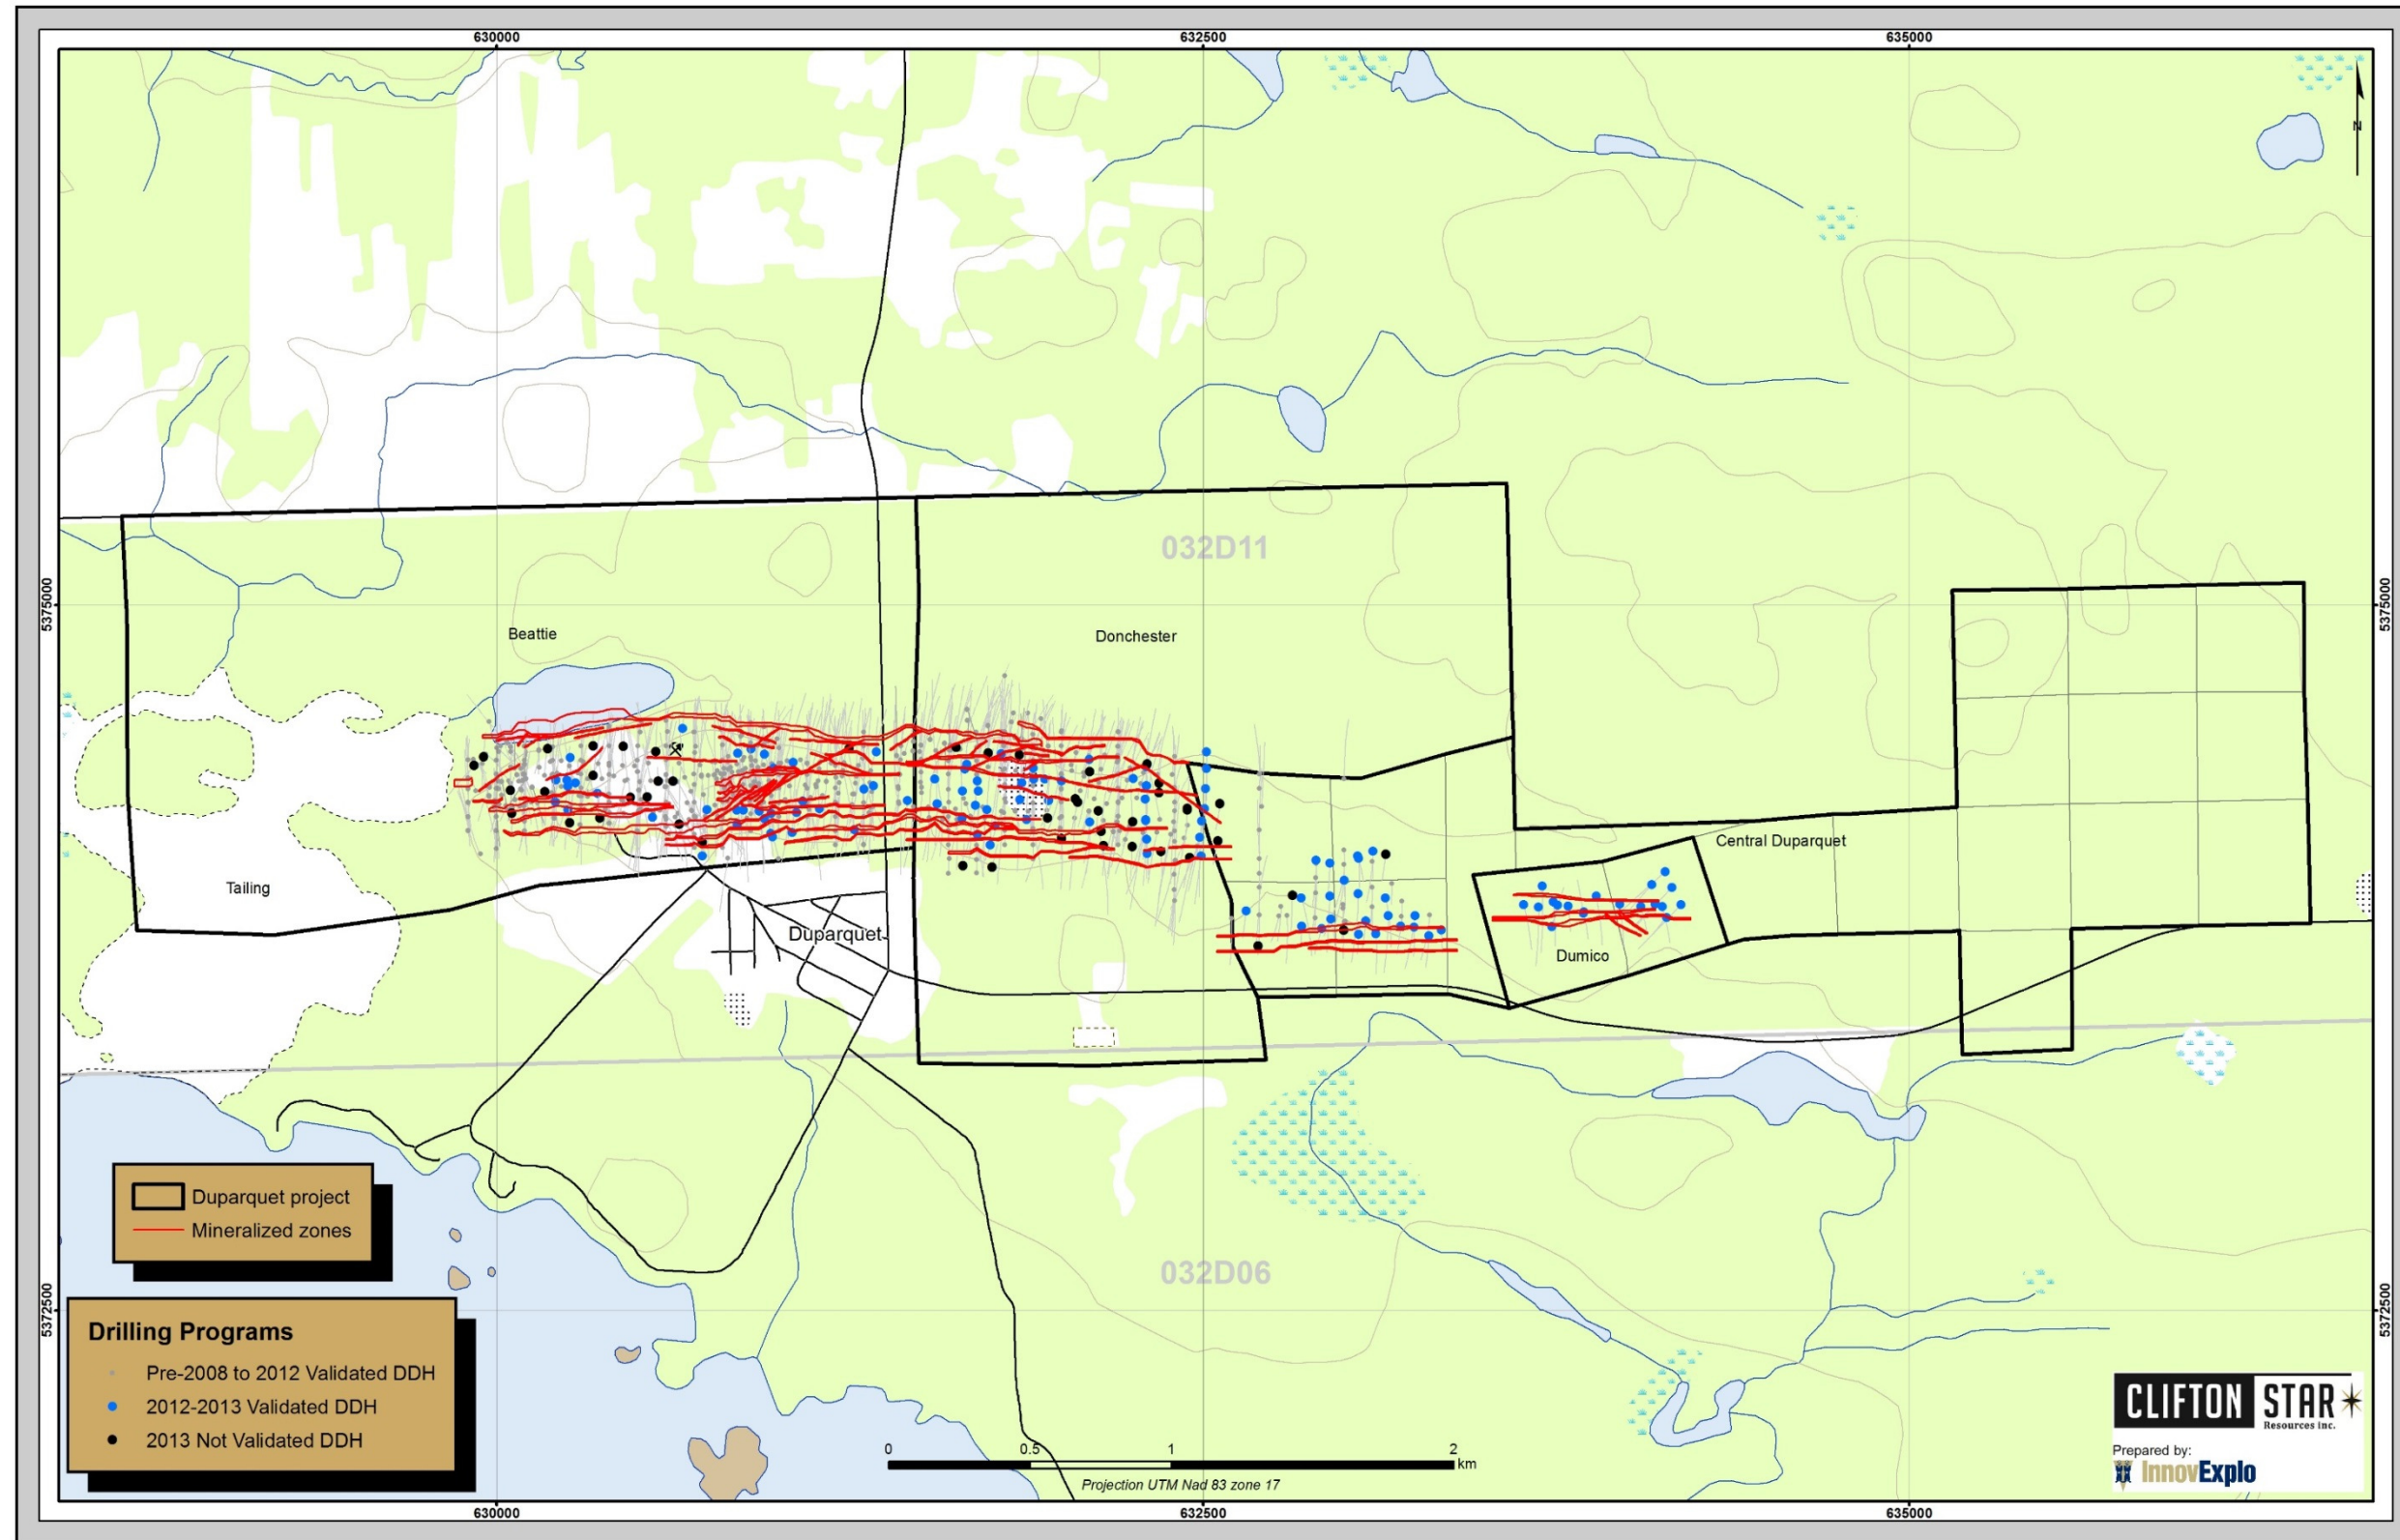 630000
632500
635000
N
032D11
5375000
5375000
Beattie
Donchester
Central Duparquet
Tailing
Duparquet
Dumico
Duparquet project
Mineralized zones
032D06
5372500
5372500
Drilling Programs
Pre-2008 to 2012 Validated DDH
2012-2013 Validated DDH
2013 Not Validated DDH
0
0.5
1
2
km
Projection UTM Nad 83 zone 17
CLIFTON STAR
Resources Inc.
Prepared by:
InnovExplo
630000
632500
635000